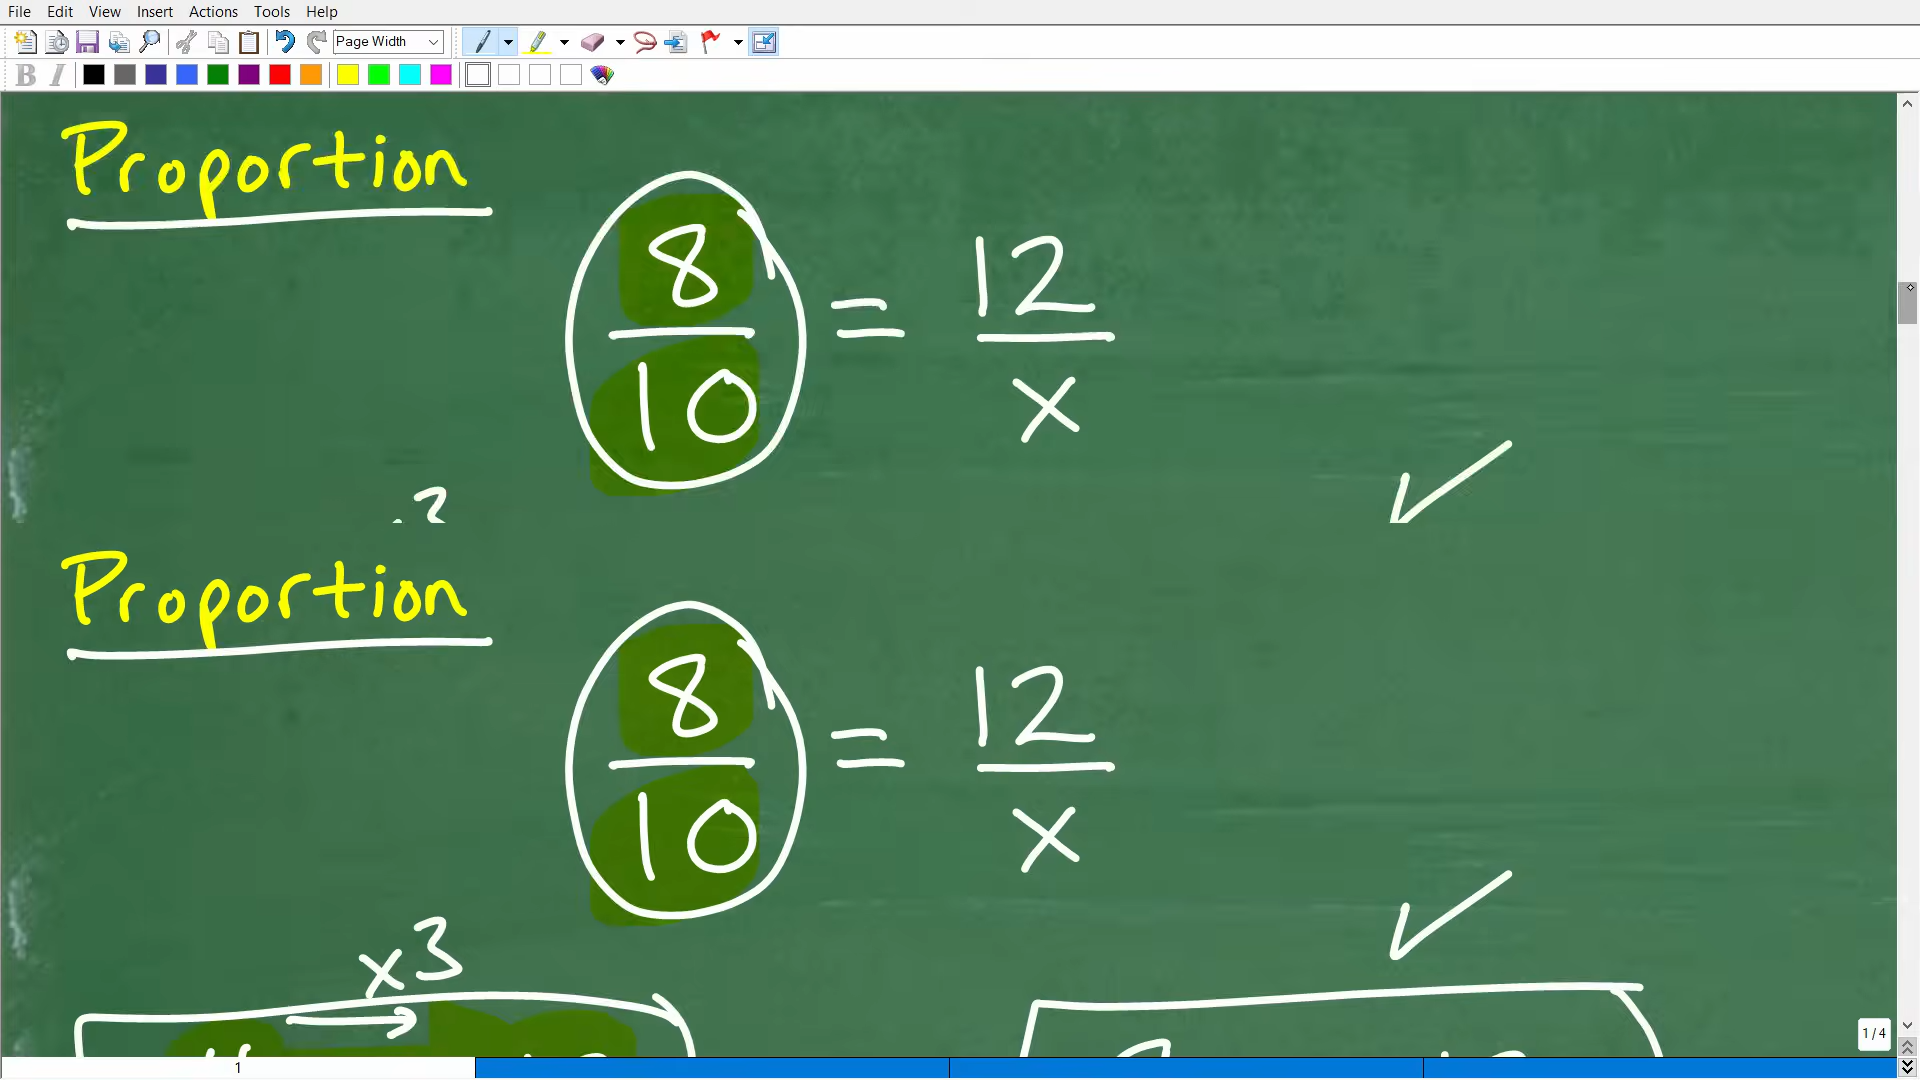 File Edit View Insert Actions Tools Help
Page Width
B I
Proportion
8
10
=
12
x
Proportion
8
10
=
12
x
x3
1 / 4
1